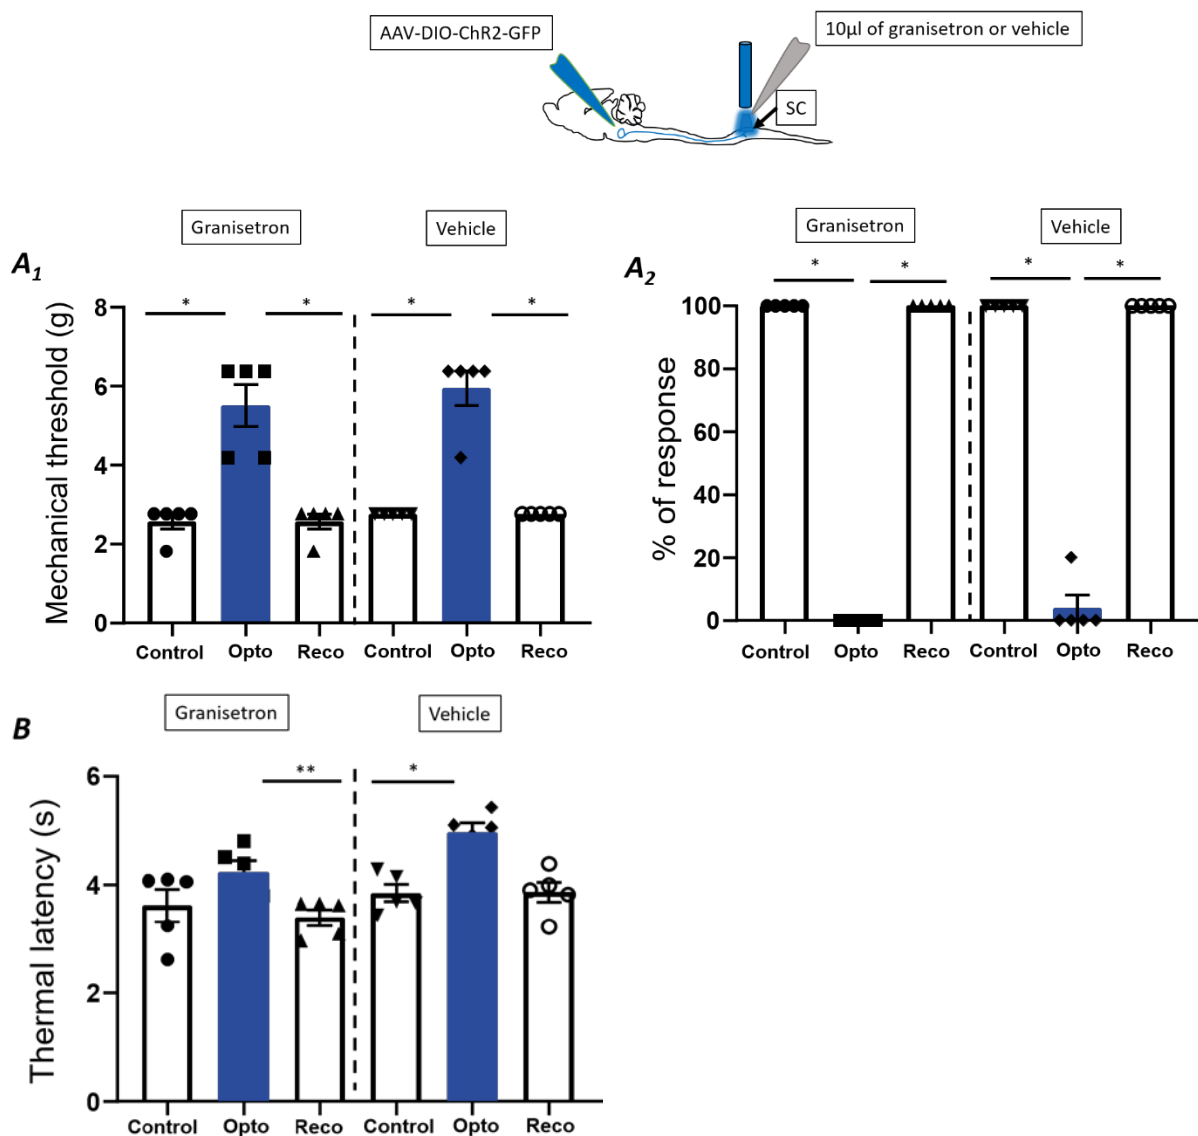 AAV-DIO-ChR2-GFP
10µl of granisetron or vehicle
SC
Granisetron
Vehicle
A1
* * * *
Mechanical threshold (g)
8
6
4
2
0
Control Opto Reco Control Opto Reco
Granisetron
Vehicle
A2
* * * *
% of response
100
80
60
40
20
0
Control Opto Reco Control Opto Reco
Granisetron
Vehicle
B
** *
Thermal latency (s)
6
4
2
0
Control Opto Reco Control Opto Reco